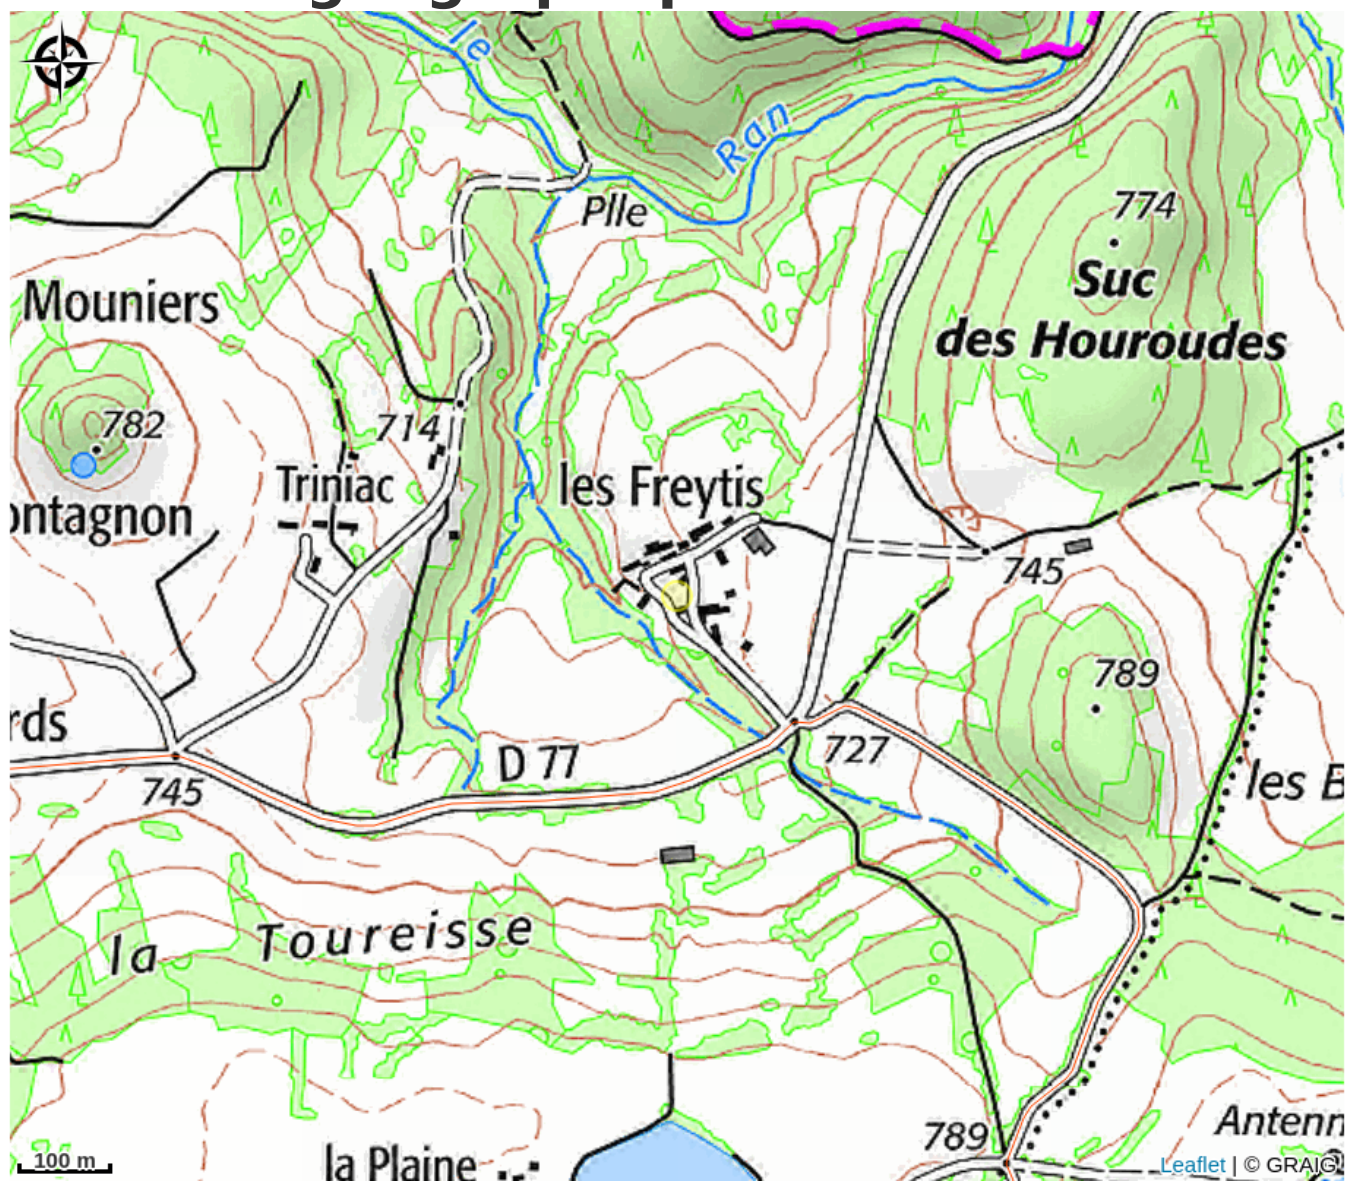 le
Ran
Plle
774
Suc
des Houroudes
Mouniers
782
714
Triniac
les Freytis
ontagnon
745
789
rds
D 77
727
745
les B
la Toureisse
789
Antenn
la Plaine
100 m
Leaflet | © GRAIG